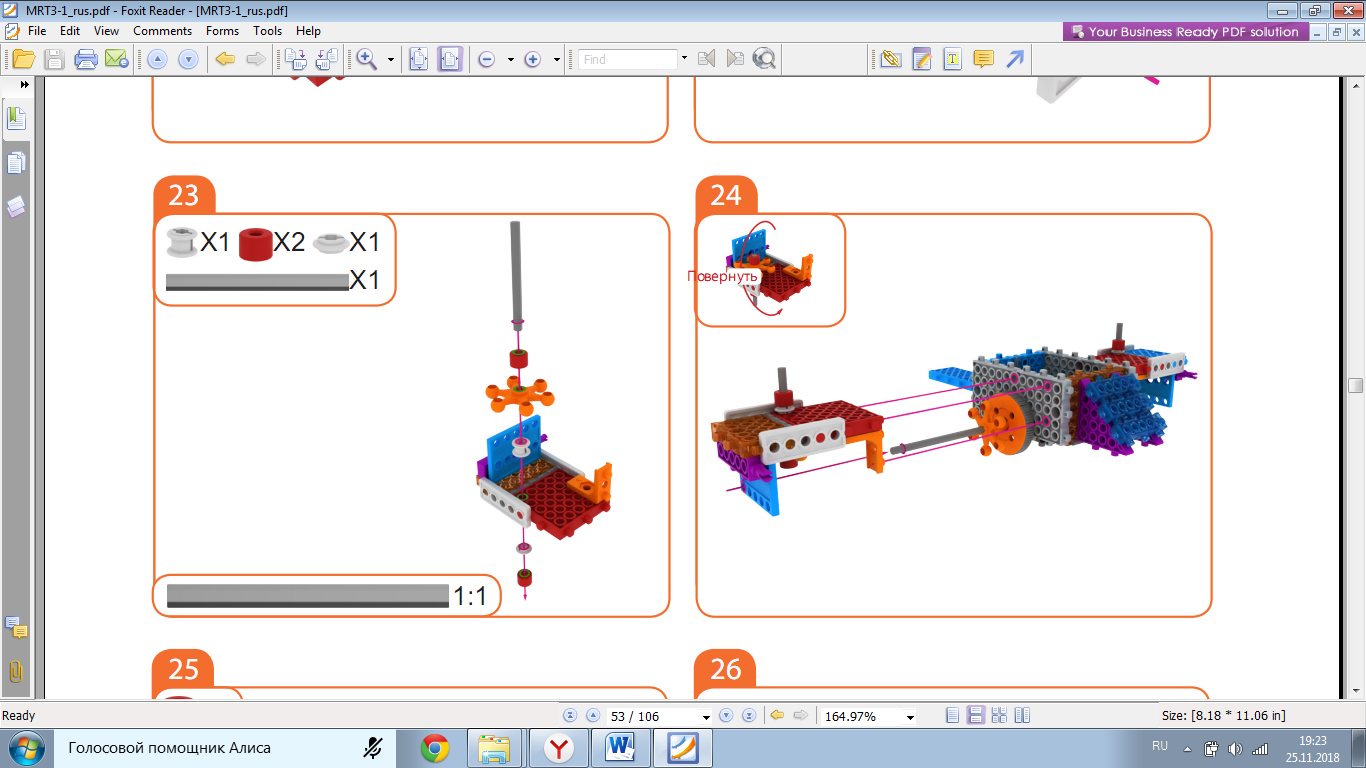 MRT3-1_rus.pdf - Foxit Reader - [MRT3-1_rus.pdf]
File Edit View Comments Forms Tools Help
Your Business Ready PDF solution
Find
23
X1 X2 X1
X1
1:1
24
Повернуть
25
26
Ready
53 / 106
164.97%
Size: [8.18 * 11.06 in]
Голосовой помощник Алиса
RU
19:23
25.11.2018